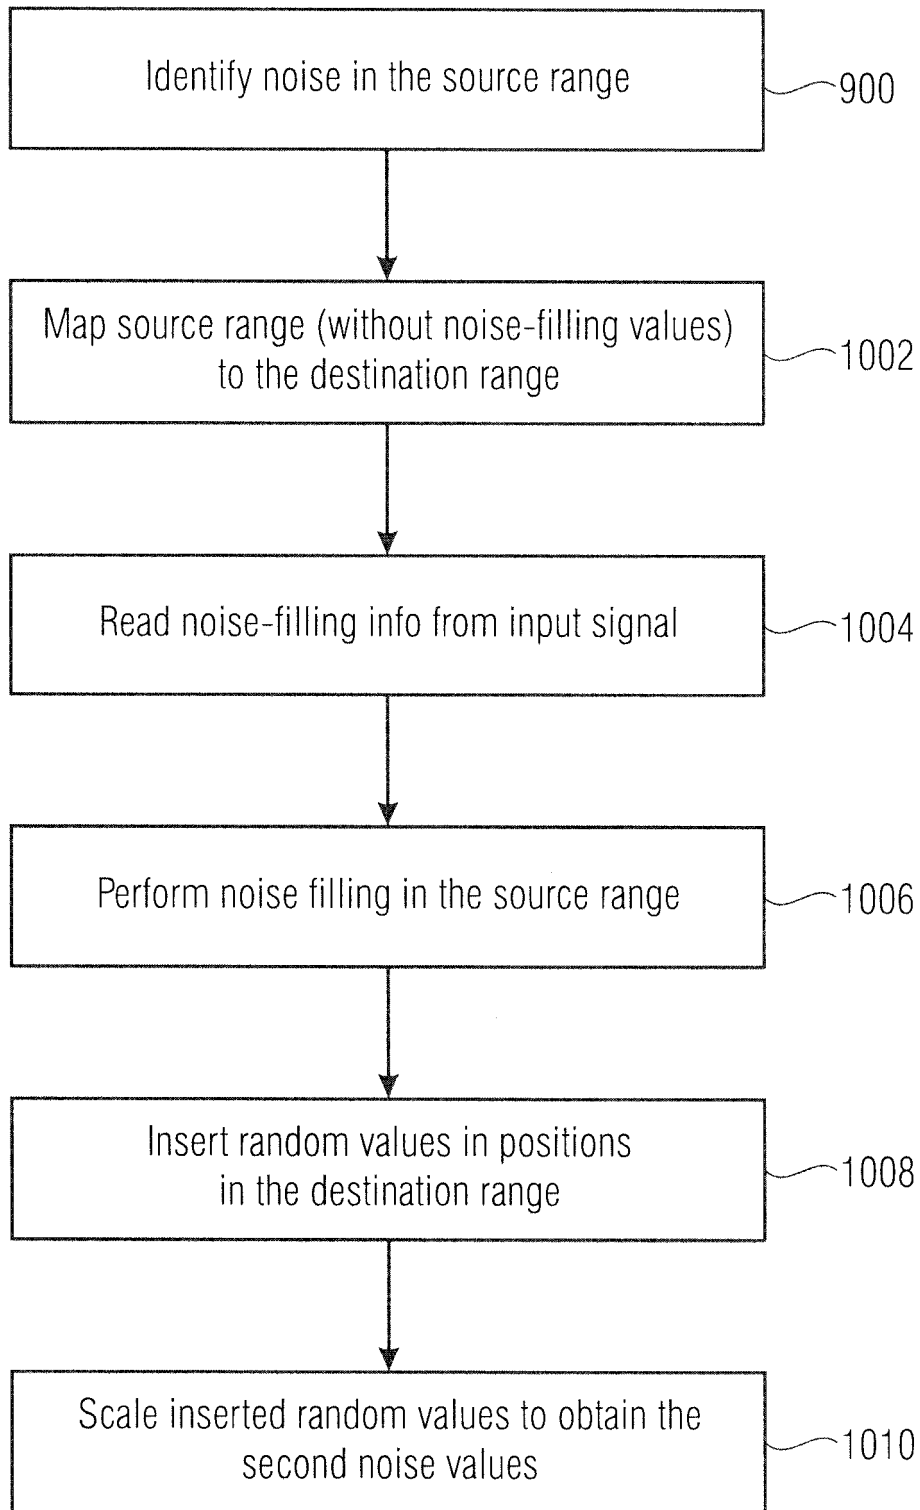 Identify noise in the source range
900
Map source range (without noise-filling values)
to the destination range
1002
Read noise-filling info from input signal
1004
Perform noise filling in the source range
1006
Insert random values in positions
in the destination range
1008
Scale inserted random values to obtain the
second noise values
1010